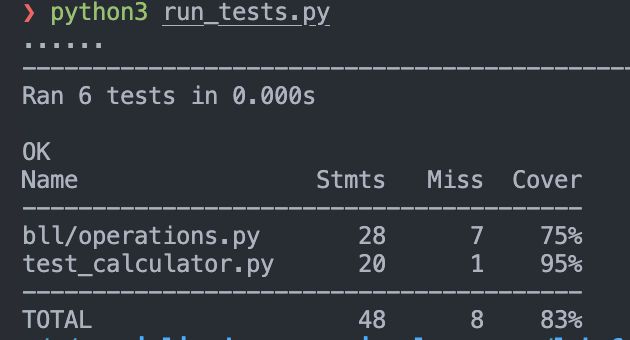 ❯ python3 run_tests.py
......
----------------------------------------------------------------------
Ran 6 tests in 0.000s
OK
Name Stmts Miss Cover
----------------------------------------
bll/operations.py 28 7 75%
test_calculator.py 20 1 95%
----------------------------------------
TOTAL 48 8 83%